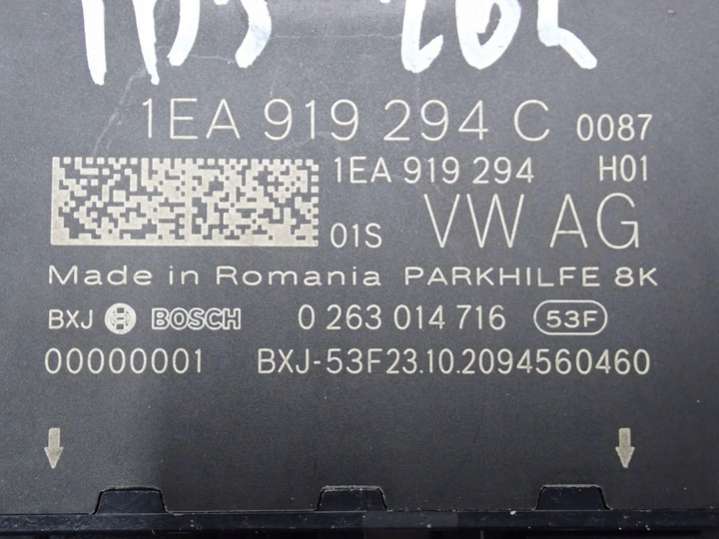 1EA 919 294 C 0087
1EA 919 294 H01
01S VW AG
Made in Romania PARKHILFE 8K
BXJ BOSCH 0 263 014 716 53F
00000001 BXJ-53F23.10.2094560460